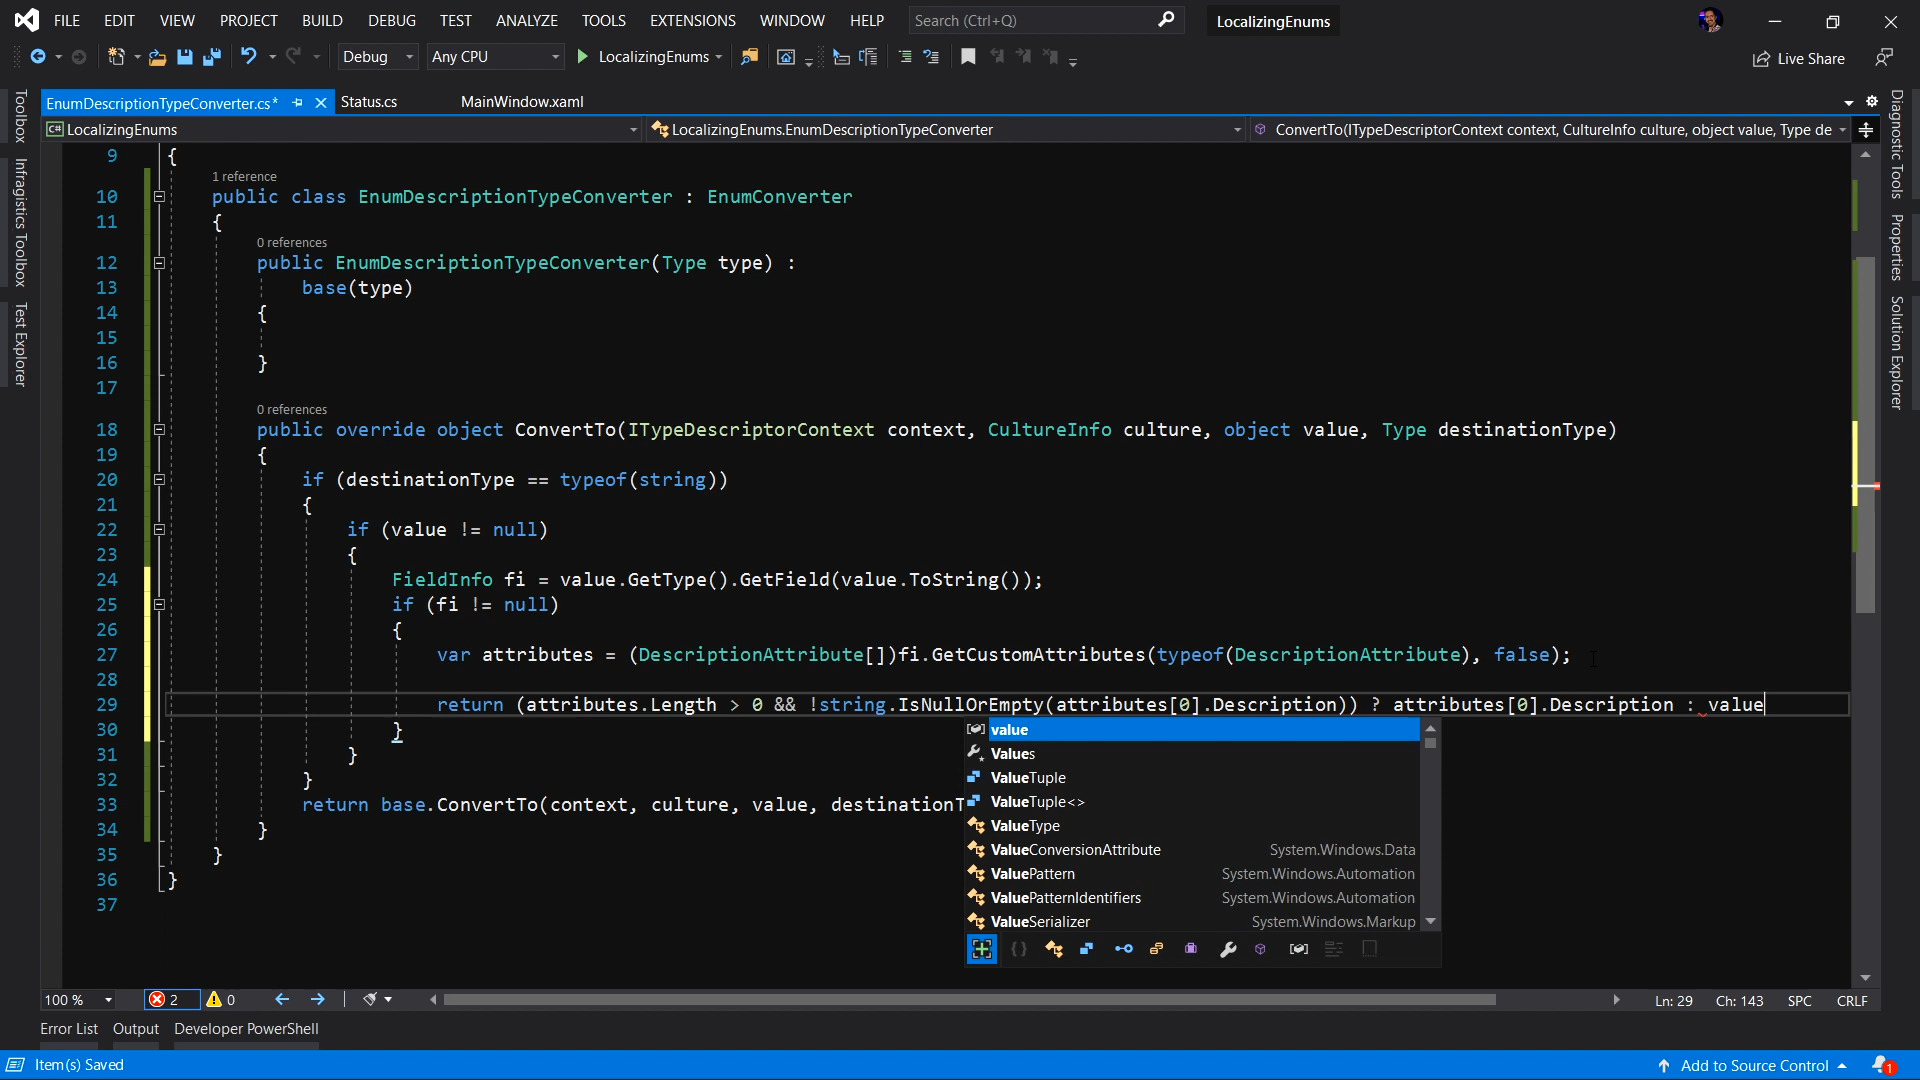 FILE EDIT VIEW PROJECT BUILD DEBUG TEST ANALYZE TOOLS EXTENSIONS WINDOW HELP Search (Ctrl+Q) LocalizingEnums
Debug Any CPU LocalizingEnums Live Share
EnumDescriptionTypeConverter.cs* Status.cs MainWindow.xaml
C# LocalizingEnums LocalizingEnums.EnumDescriptionTypeConverter ConvertTo(ITypeDescriptorContext context, CultureInfo culture, object value, Type de
Toolbox
Infragistics Toolbox
Test Explorer
Diagnostic Tools
Properties
Solution Explorer
9 {
1 reference
10 public class EnumDescriptionTypeConverter : EnumConverter
11 {
0 references
12 public EnumDescriptionTypeConverter(Type type) :
13 base(type)
14 {
15
16 }
17
0 references
18 public override object ConvertTo(ITypeDescriptorContext context, CultureInfo culture, object value, Type destinationType)
19 {
20 if (destinationType == typeof(string))
21 {
22 if (value != null)
23 {
24 FieldInfo fi = value.GetType().GetField(value.ToString());
25 if (fi != null)
26 {
27 var attributes = (DescriptionAttribute[])fi.GetCustomAttributes(typeof(DescriptionAttribute), false);
28
29 return (attributes.Length > 0 && !string.IsNullOrEmpty(attributes[0].Description)) ? attributes[0].Description : value
30 }
31 }
32 }
33 return base.ConvertTo(context, culture, value, destinationT
34 }
35 }
36 }
37
value
Values
ValueTuple
ValueTuple<>
ValueType
ValueConversionAttribute System.Windows.Data
ValuePattern System.Windows.Automation
ValuePatternIdentifiers System.Windows.Automation
ValueSerializer System.Windows.Markup
100 % 2 0 Ln: 29 Ch: 143 SPC CRLF
Error List Output Developer PowerShell
Item(s) Saved Add to Source Control 1